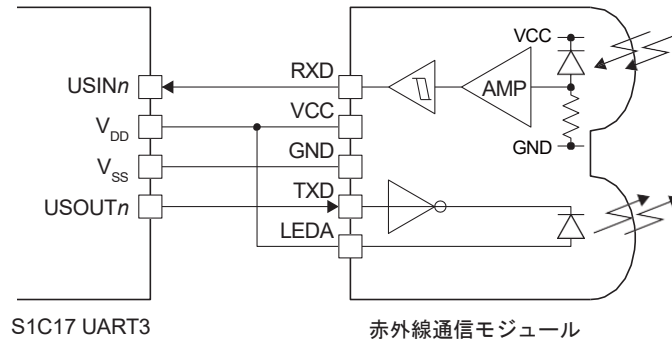 VCC
RXD
USINn
AMP
VCC
VDD
GND
GND
VSS
TXD
USOUTn
LEDA
S1C17 UART3
赤外線通信モジュール